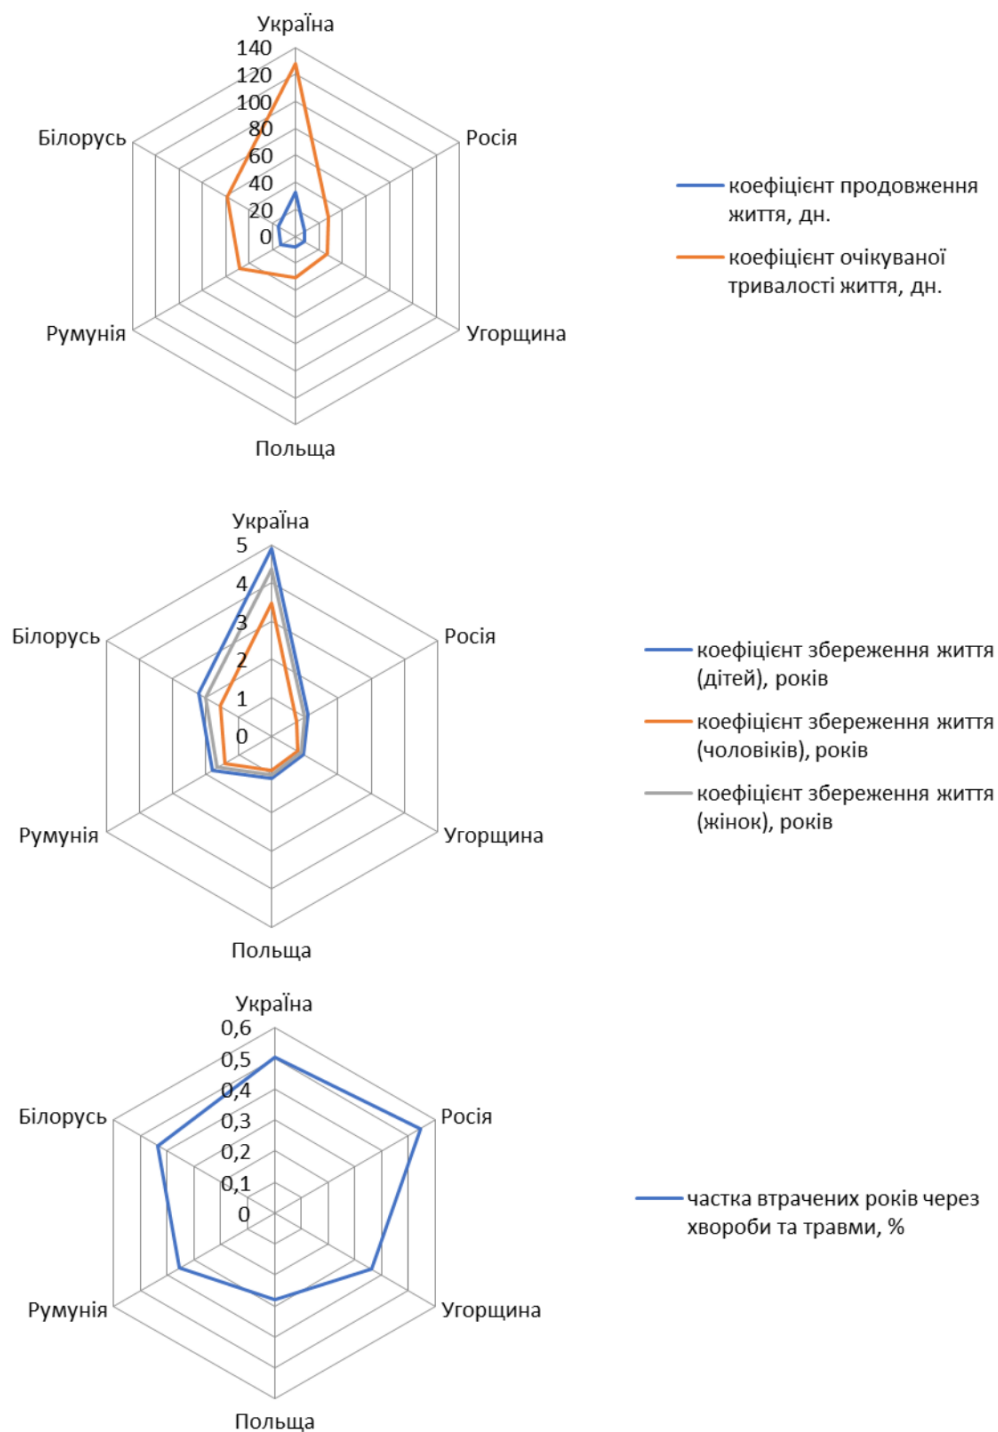 УкраЇна
140
120
100
80
60
40
20
0
Білорусь
Росія
Румунія
Угорщина
Польща
коефіцієнт продовження
життя, дн.
коефіцієнт очікуваної
тривалості життя, дн.
УкраЇна
5
4
3
2
1
0
Білорусь
Росія
Румунія
Угорщина
Польща
коефіцієнт збереження життя
(дітей), років
коефіцієнт збереження життя
(чоловіків), років
коефіцієнт збереження життя
(жінок), років
УкраЇна
0,6
0,5
0,4
0,3
0,2
0,1
0
Білорусь
Росія
Румунія
Угорщина
Польща
частка втрачених років через
хвороби та травми, %